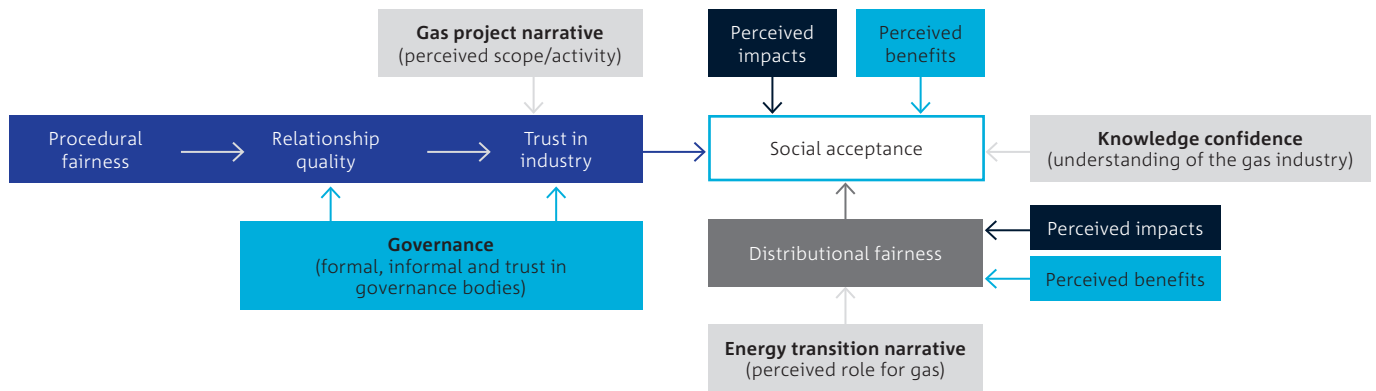 Gas project narrative
(perceived scope/activity)
Perceived
impacts
Perceived
benefits
Procedural
fairness
Relationship
quality
Trust in
industry
Social acceptance
Knowledge confidence
(understanding of the gas industry)
Governance
(formal, informal and trust in
governance bodies)
Distributional fairness
Perceived impacts
Perceived benefits
Energy transition narrative
(perceived role for gas)